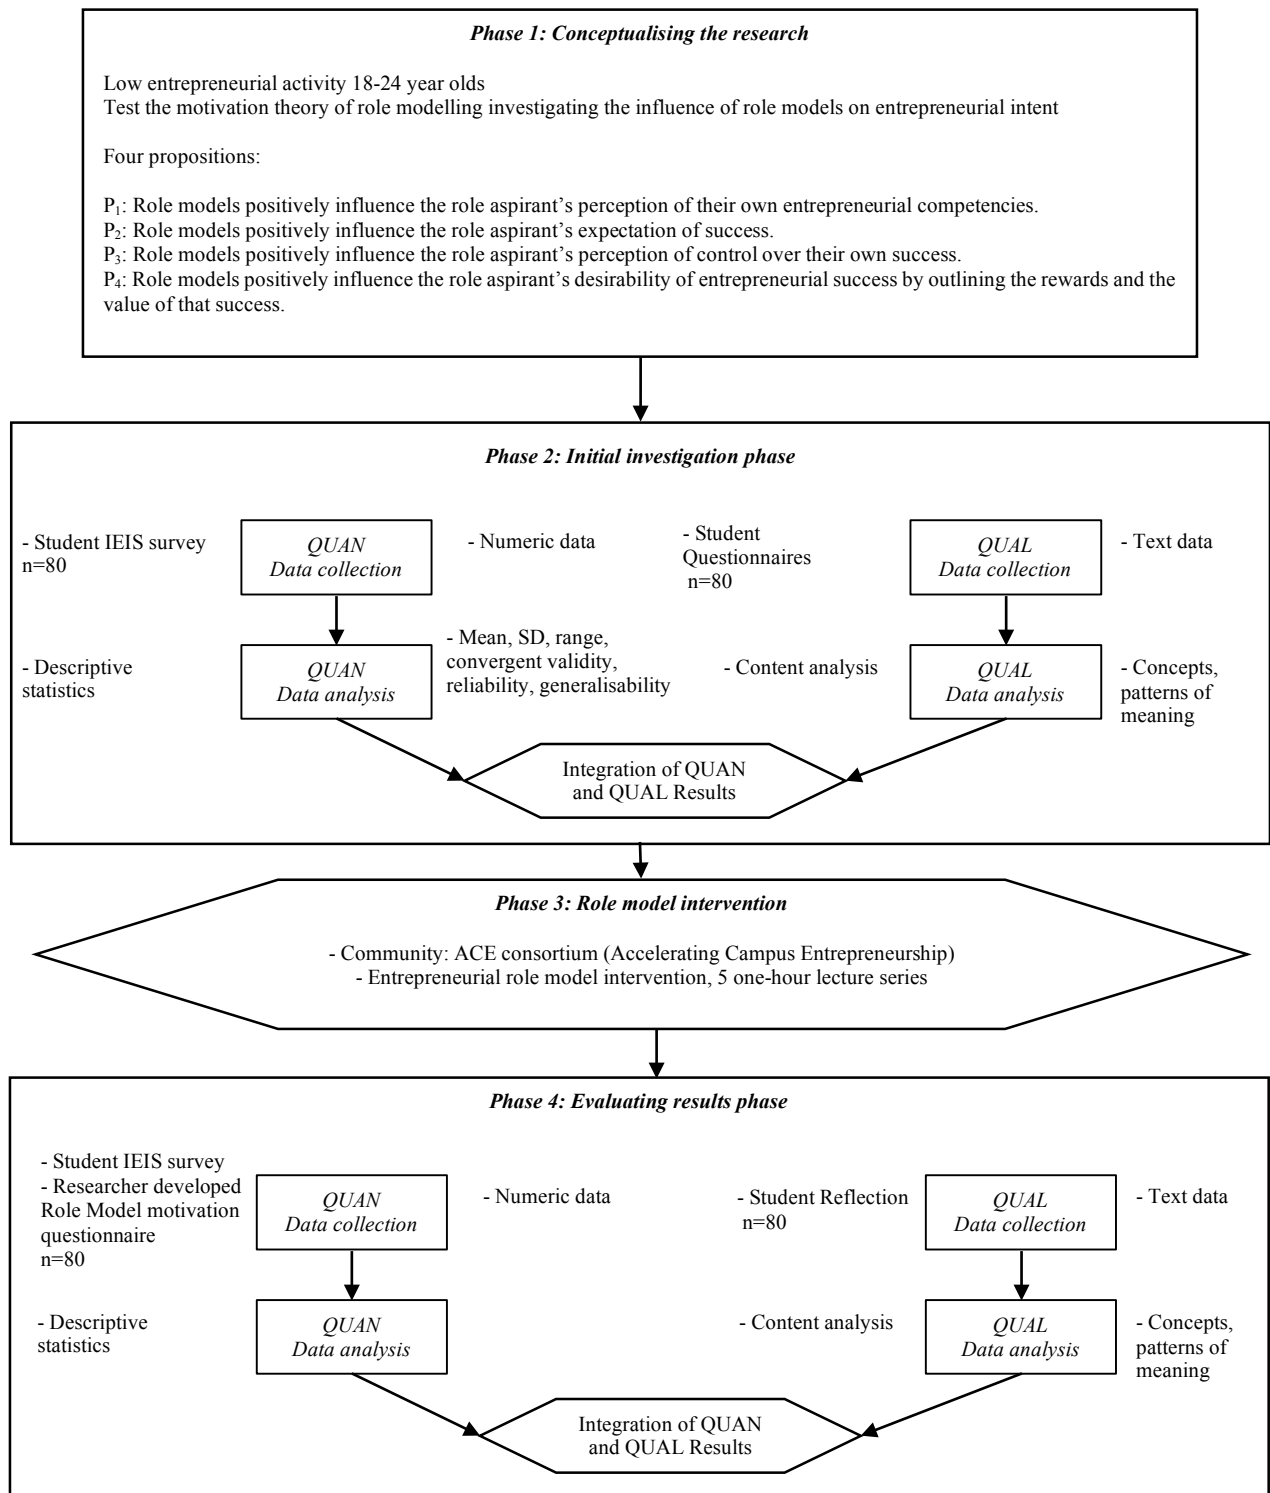 Phase 1: Conceptualising the research
Low entrepreneurial activity 18-24 year olds
Test the motivation theory of role modelling investigating the influence of role models on entrepreneurial intent
Four propositions:
P₁: Role models positively influence the role aspirant’s perception of their own entrepreneurial competencies.
P₂: Role models positively influence the role aspirant’s expectation of success.
P₃: Role models positively influence the role aspirant’s perception of control over their own success.
P₄: Role models positively influence the role aspirant’s desirability of entrepreneurial success by outlining the rewards and the
value of that success.
Phase 2: Initial investigation phase
- Student IEIS survey
n=80
QUAN
Data collection
- Numeric data
- Student
Questionnaires
n=80
QUAL
Data collection
- Text data
- Descriptive
statistics
QUAN
Data analysis
- Mean, SD, range,
convergent validity,
reliability, generalisability
- Content analysis
QUAL
Data analysis
- Concepts,
patterns of
meaning
Integration of QUAN
and QUAL Results
Phase 3: Role model intervention
- Community: ACE consortium (Accelerating Campus Entrepreneurship)
- Entrepreneurial role model intervention, 5 one-hour lecture series
Phase 4: Evaluating results phase
- Student IEIS survey
- Researcher developed
Role Model motivation
questionnaire
n=80
QUAN
Data collection
- Numeric data
- Student Reflection
n=80
QUAL
Data collection
- Text data
- Descriptive
statistics
QUAN
Data analysis
- Content analysis
QUAL
Data analysis
- Concepts,
patterns of
meaning
Integration of QUAN
and QUAL Results